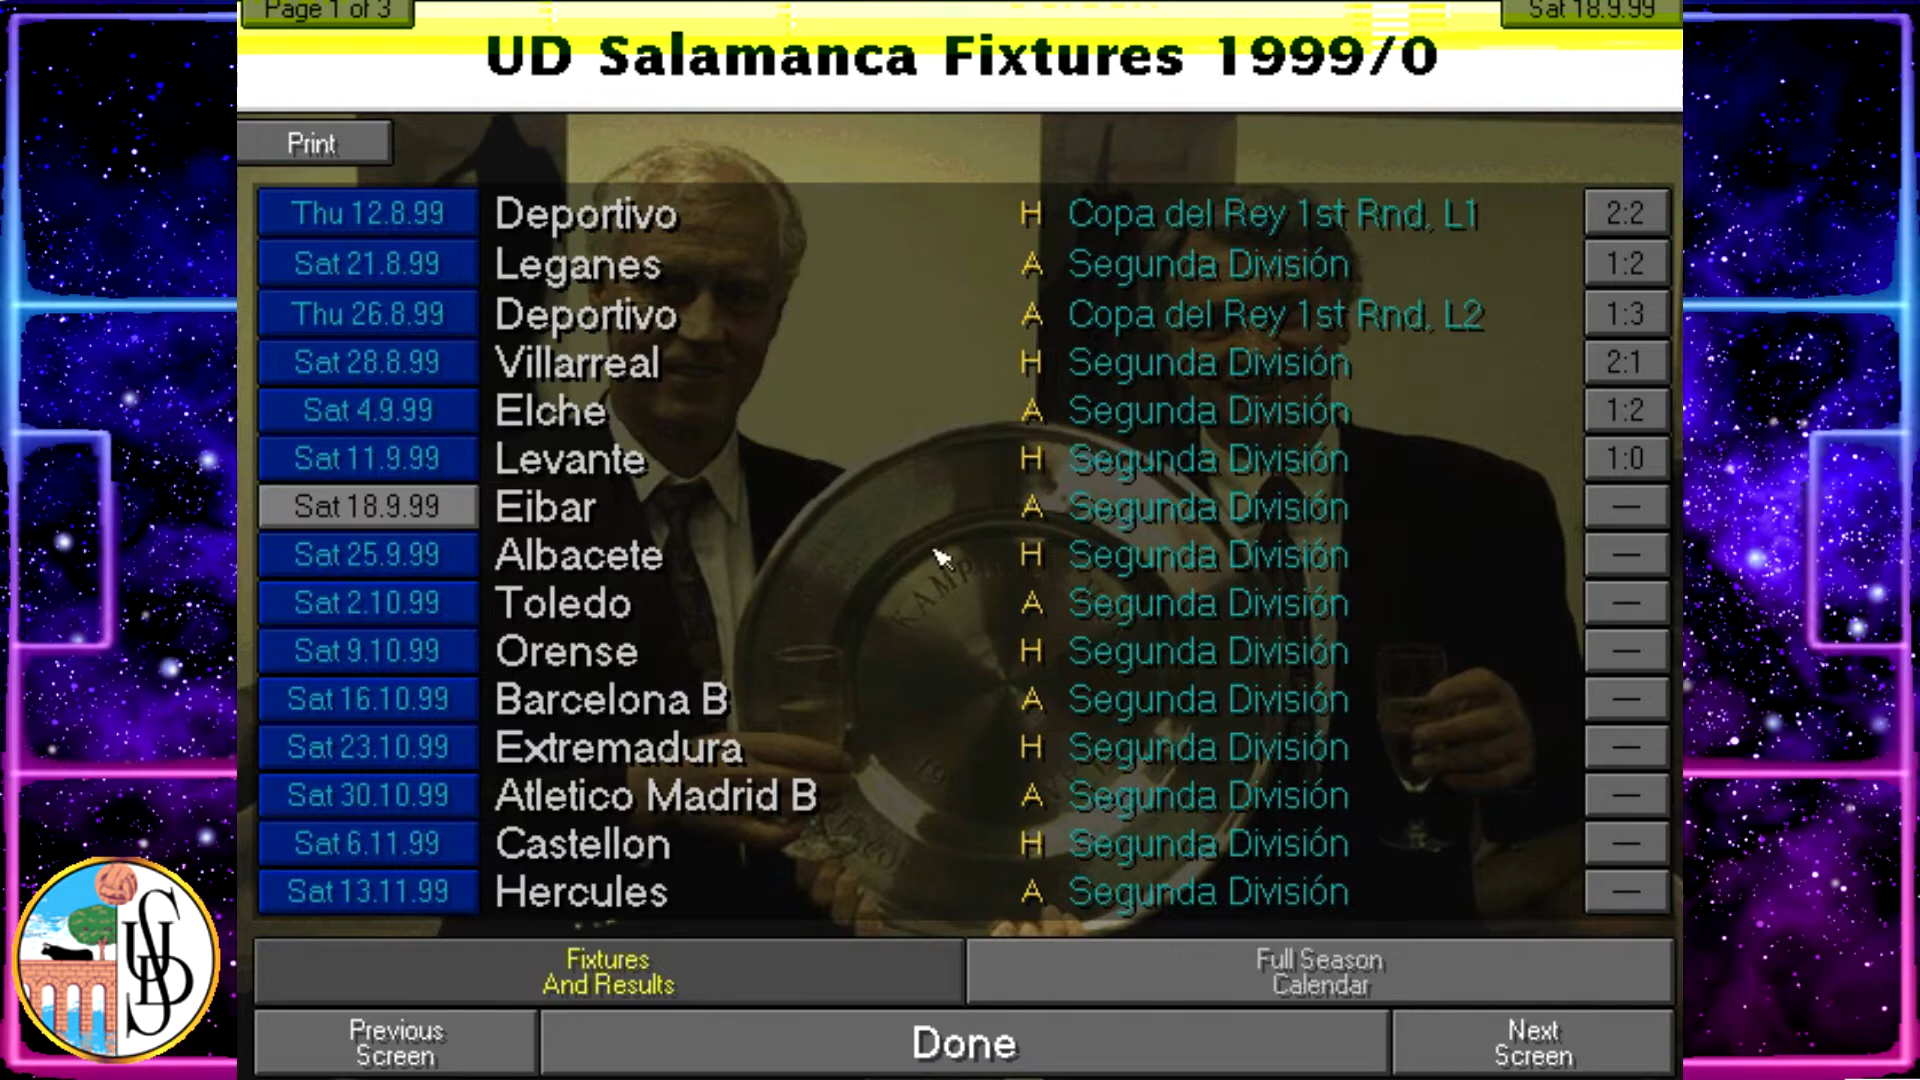 Page 1 of 3
Sat 18.9.99
UD Salamanca Fixtures 1999/0
Print
Thu 12.8.99 Deportivo H Copa del Rey 1st Rnd, L1 2:2
Sat 21.8.99 Leganes A Segunda División 1:2
Thu 26.8.99 Deportivo A Copa del Rey 1st Rnd, L2 1:3
Sat 28.8.99 Villarreal H Segunda División 2:1
Sat 4.9.99 Elche A Segunda División 1:2
Sat 11.9.99 Levante H Segunda División 1:0
Sat 18.9.99 Eibar A Segunda División —
Sat 25.9.99 Albacete H Segunda División —
Sat 2.10.99 Toledo A Segunda División —
Sat 9.10.99 Orense H Segunda División —
Sat 16.10.99 Barcelona B A Segunda División —
Sat 23.10.99 Extremadura H Segunda División —
Sat 30.10.99 Atletico Madrid B A Segunda División —
Sat 6.11.99 Castellon H Segunda División —
Sat 13.11.99 Hercules A Segunda División —
Fixtures
And Results
Full Season
Calendar
Previous
Screen
Done
Next
Screen
UDS